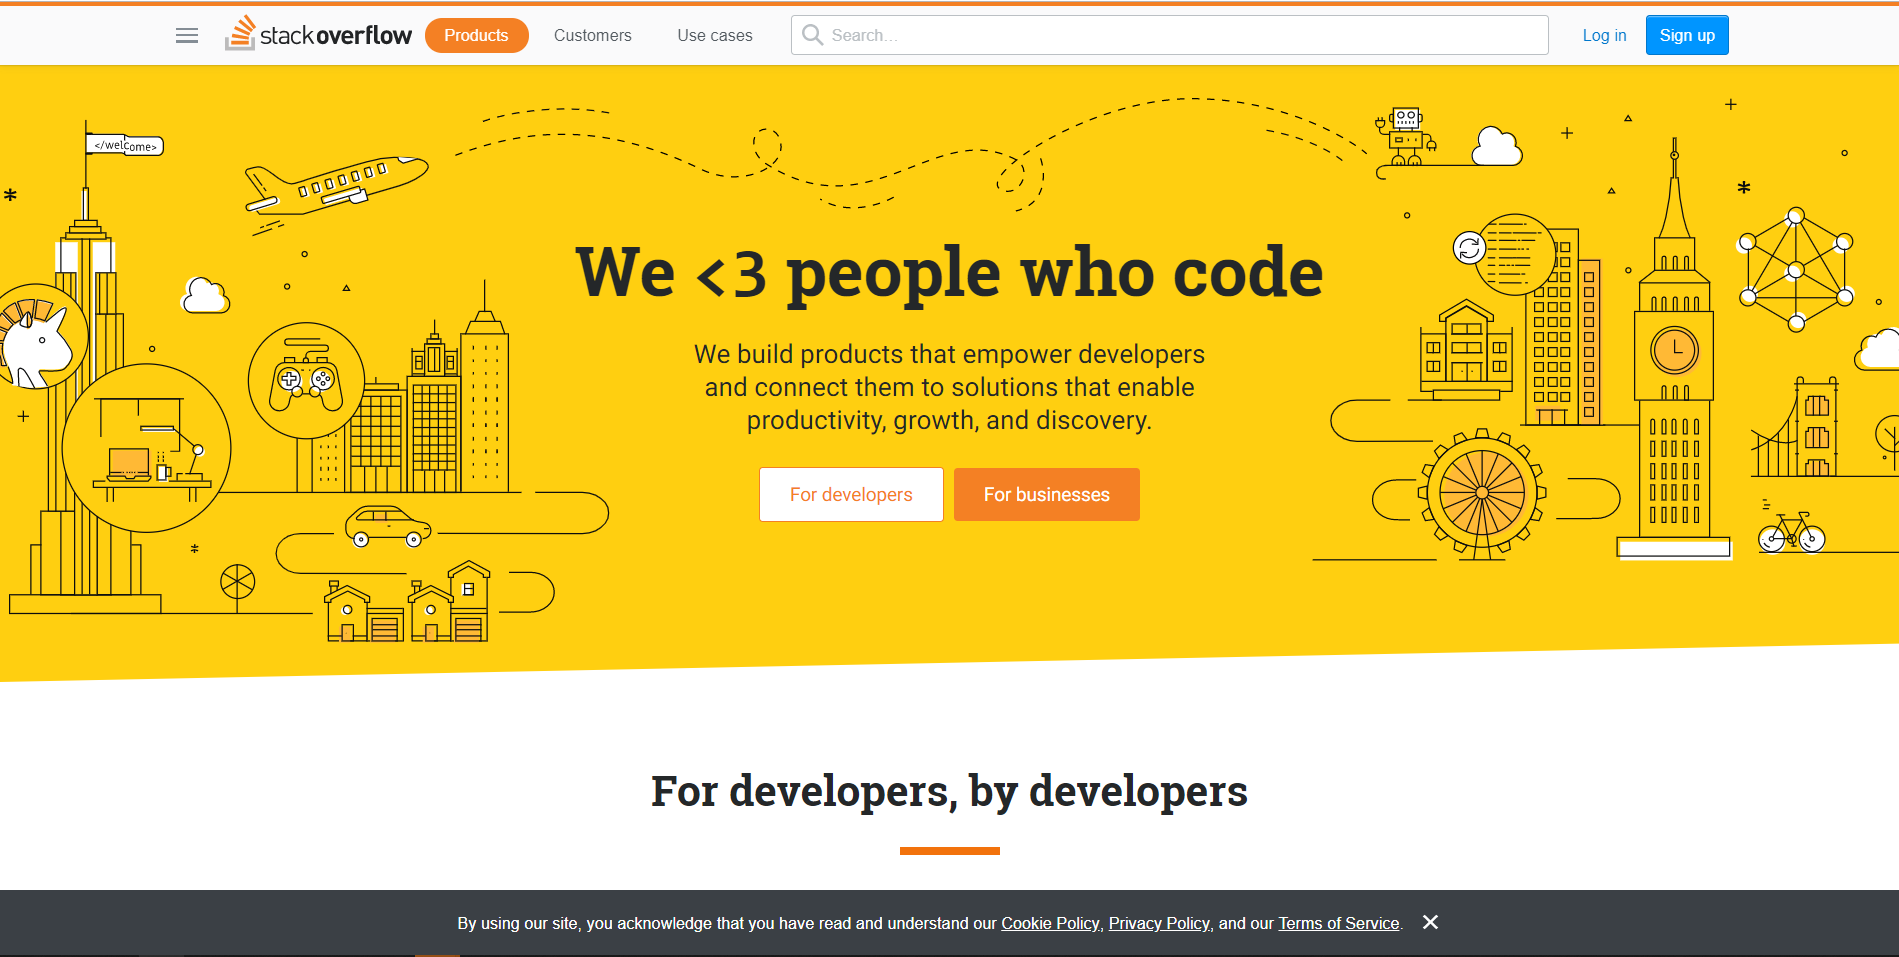 stackoverflow Products Customers Use cases Search... Log in Sign up
</welcome>
We <3 people who code
We build products that empower developers
and connect them to solutions that enable
productivity, growth, and discovery.
For developers For businesses
For developers, by developers
By using our site, you acknowledge that you have read and understand our Cookie Policy, Privacy Policy, and our Terms of Service.